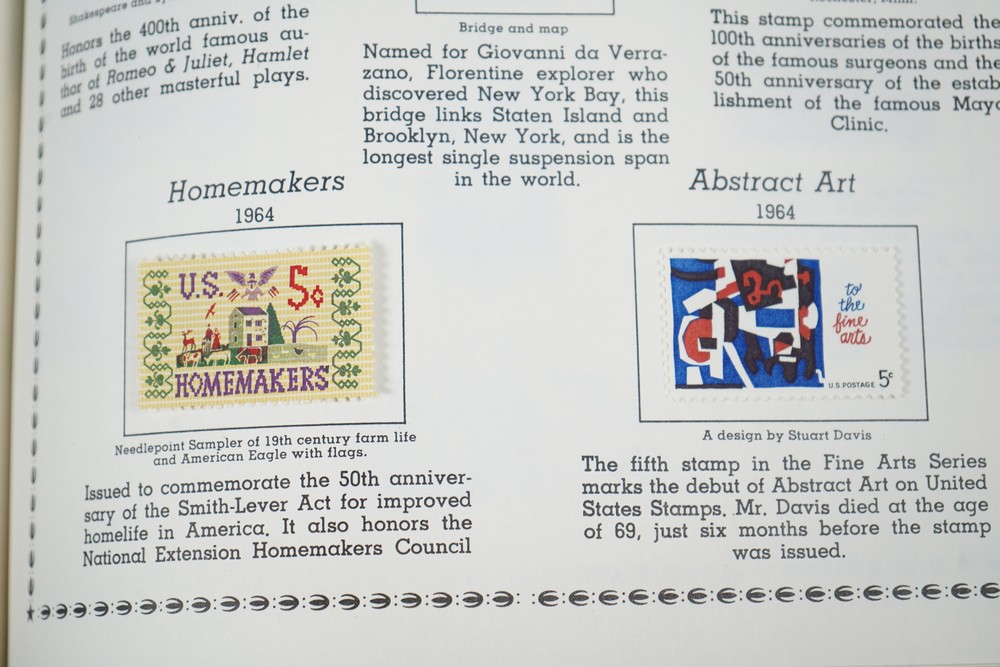 Shakespeare and
Honors the 400th anniv. of the
birth of the world famous au-
thor of Romeo & Juliet, Hamlet
and 28 other masterful plays.
Bridge and map
Named for Giovanni da Verra-
zano, Florentine explorer who
discovered New York Bay, this
bridge links Staten Island and
Brooklyn, New York, and is the
longest single suspension span
in the world.
This stamp commemorated the
100th anniversaries of the births
of the famous surgeons and the
50th anniversary of the estab
lishment of the famous Mayo
Clinic.
Homemakers
1964
U.S. 5¢
HOMEMAKERS
Needlepoint Sampler of 19th century farm life
and American Eagle with flags.
Issued to commemorate the 50th anniver-
sary of the Smith-Lever Act for improved
homelife in America. It also honors the
National Extension Homemakers Council
Abstract Art
1964
to
the
fine
arts
U.S. POSTAGE 5c
A design by Stuart Davis
The fifth stamp in the Fine Arts Series
marks the debut of Abstract Art on United
States Stamps. Mr. Davis died at the age
of 69, just six months before the stamp
was issued.